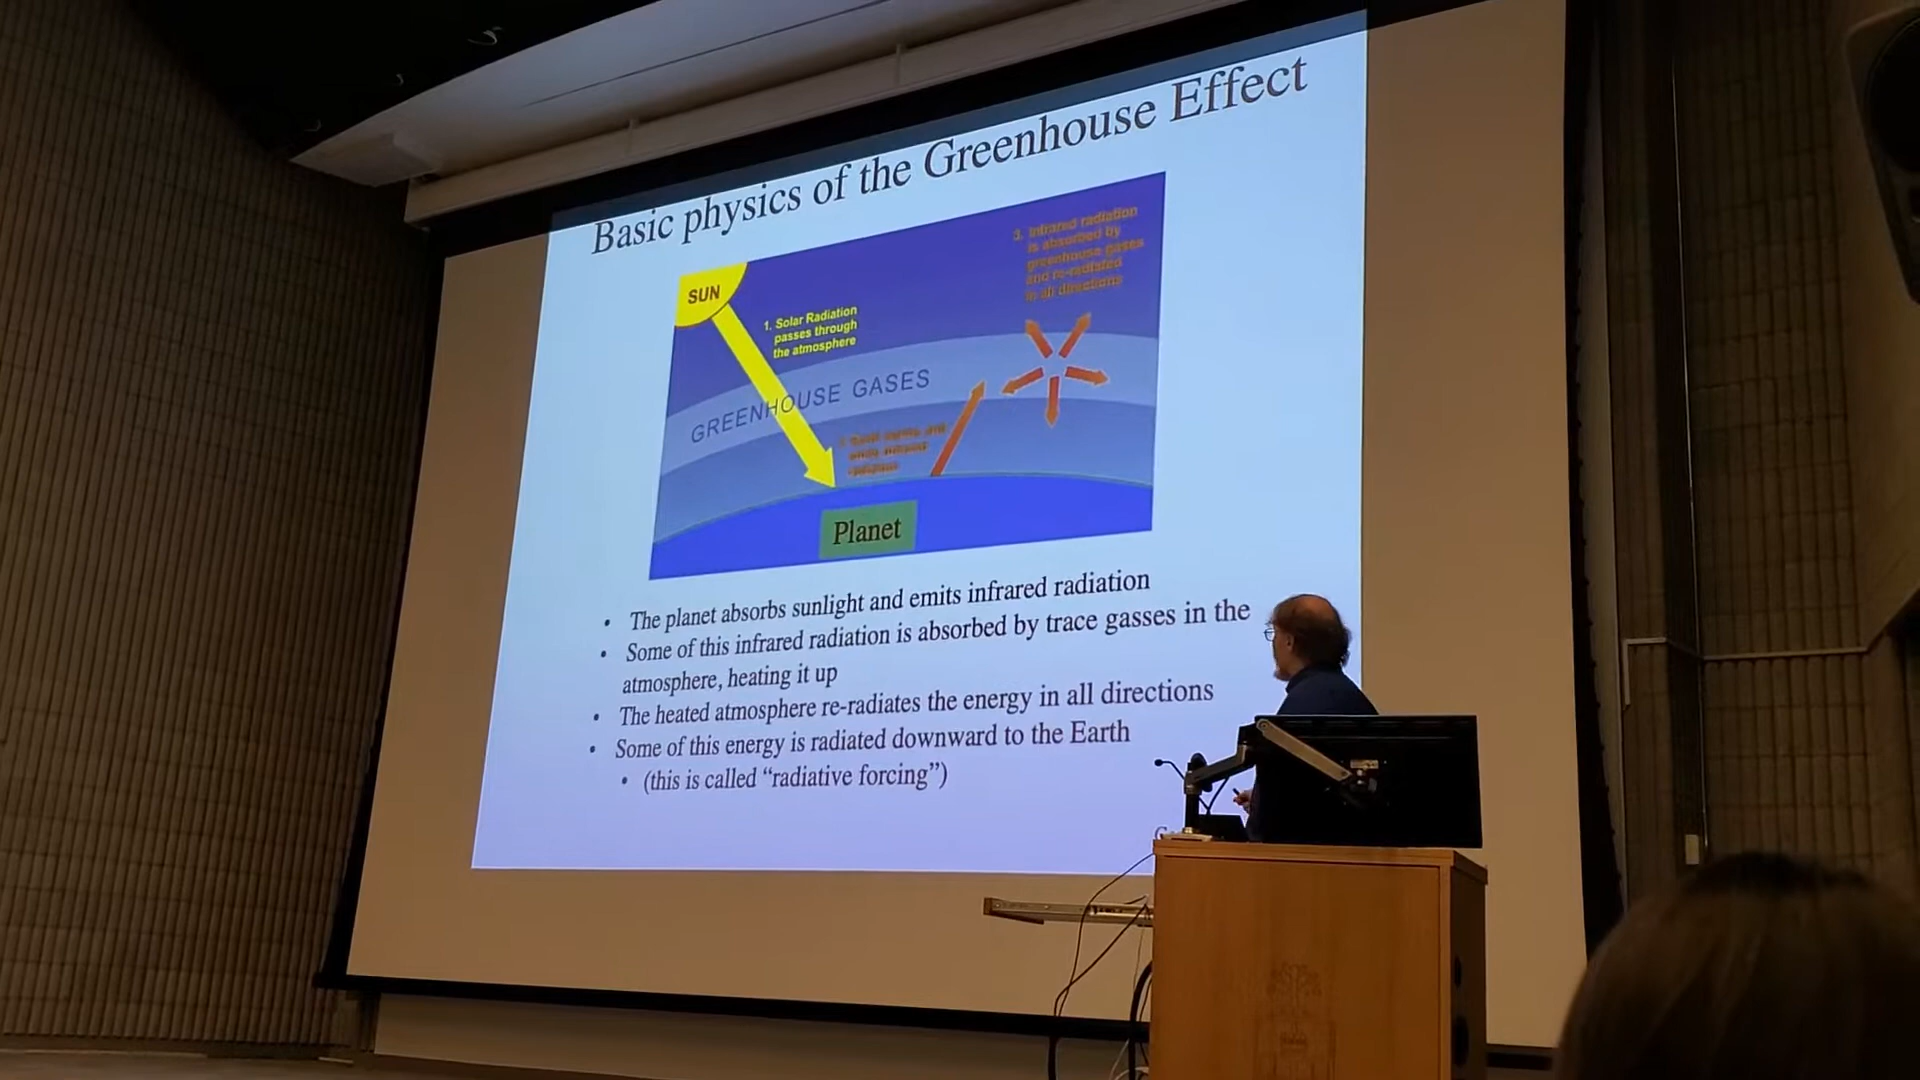 Basic physics of the Greenhouse Effect
SUN
1. Solar Radiation
passes through
the atmosphere
3. Infrared radiation
is absorbed by
greenhouse gases
and re-radiated
in all directions
GREENHOUSE GASES
Planet
• The planet absorbs sunlight and emits infrared radiation
• Some of this infrared radiation is absorbed by trace gasses in the
atmosphere, heating it up
• The heated atmosphere re-radiates the energy in all directions
• Some of this energy is radiated downward to the Earth
• (this is called “radiative forcing”)